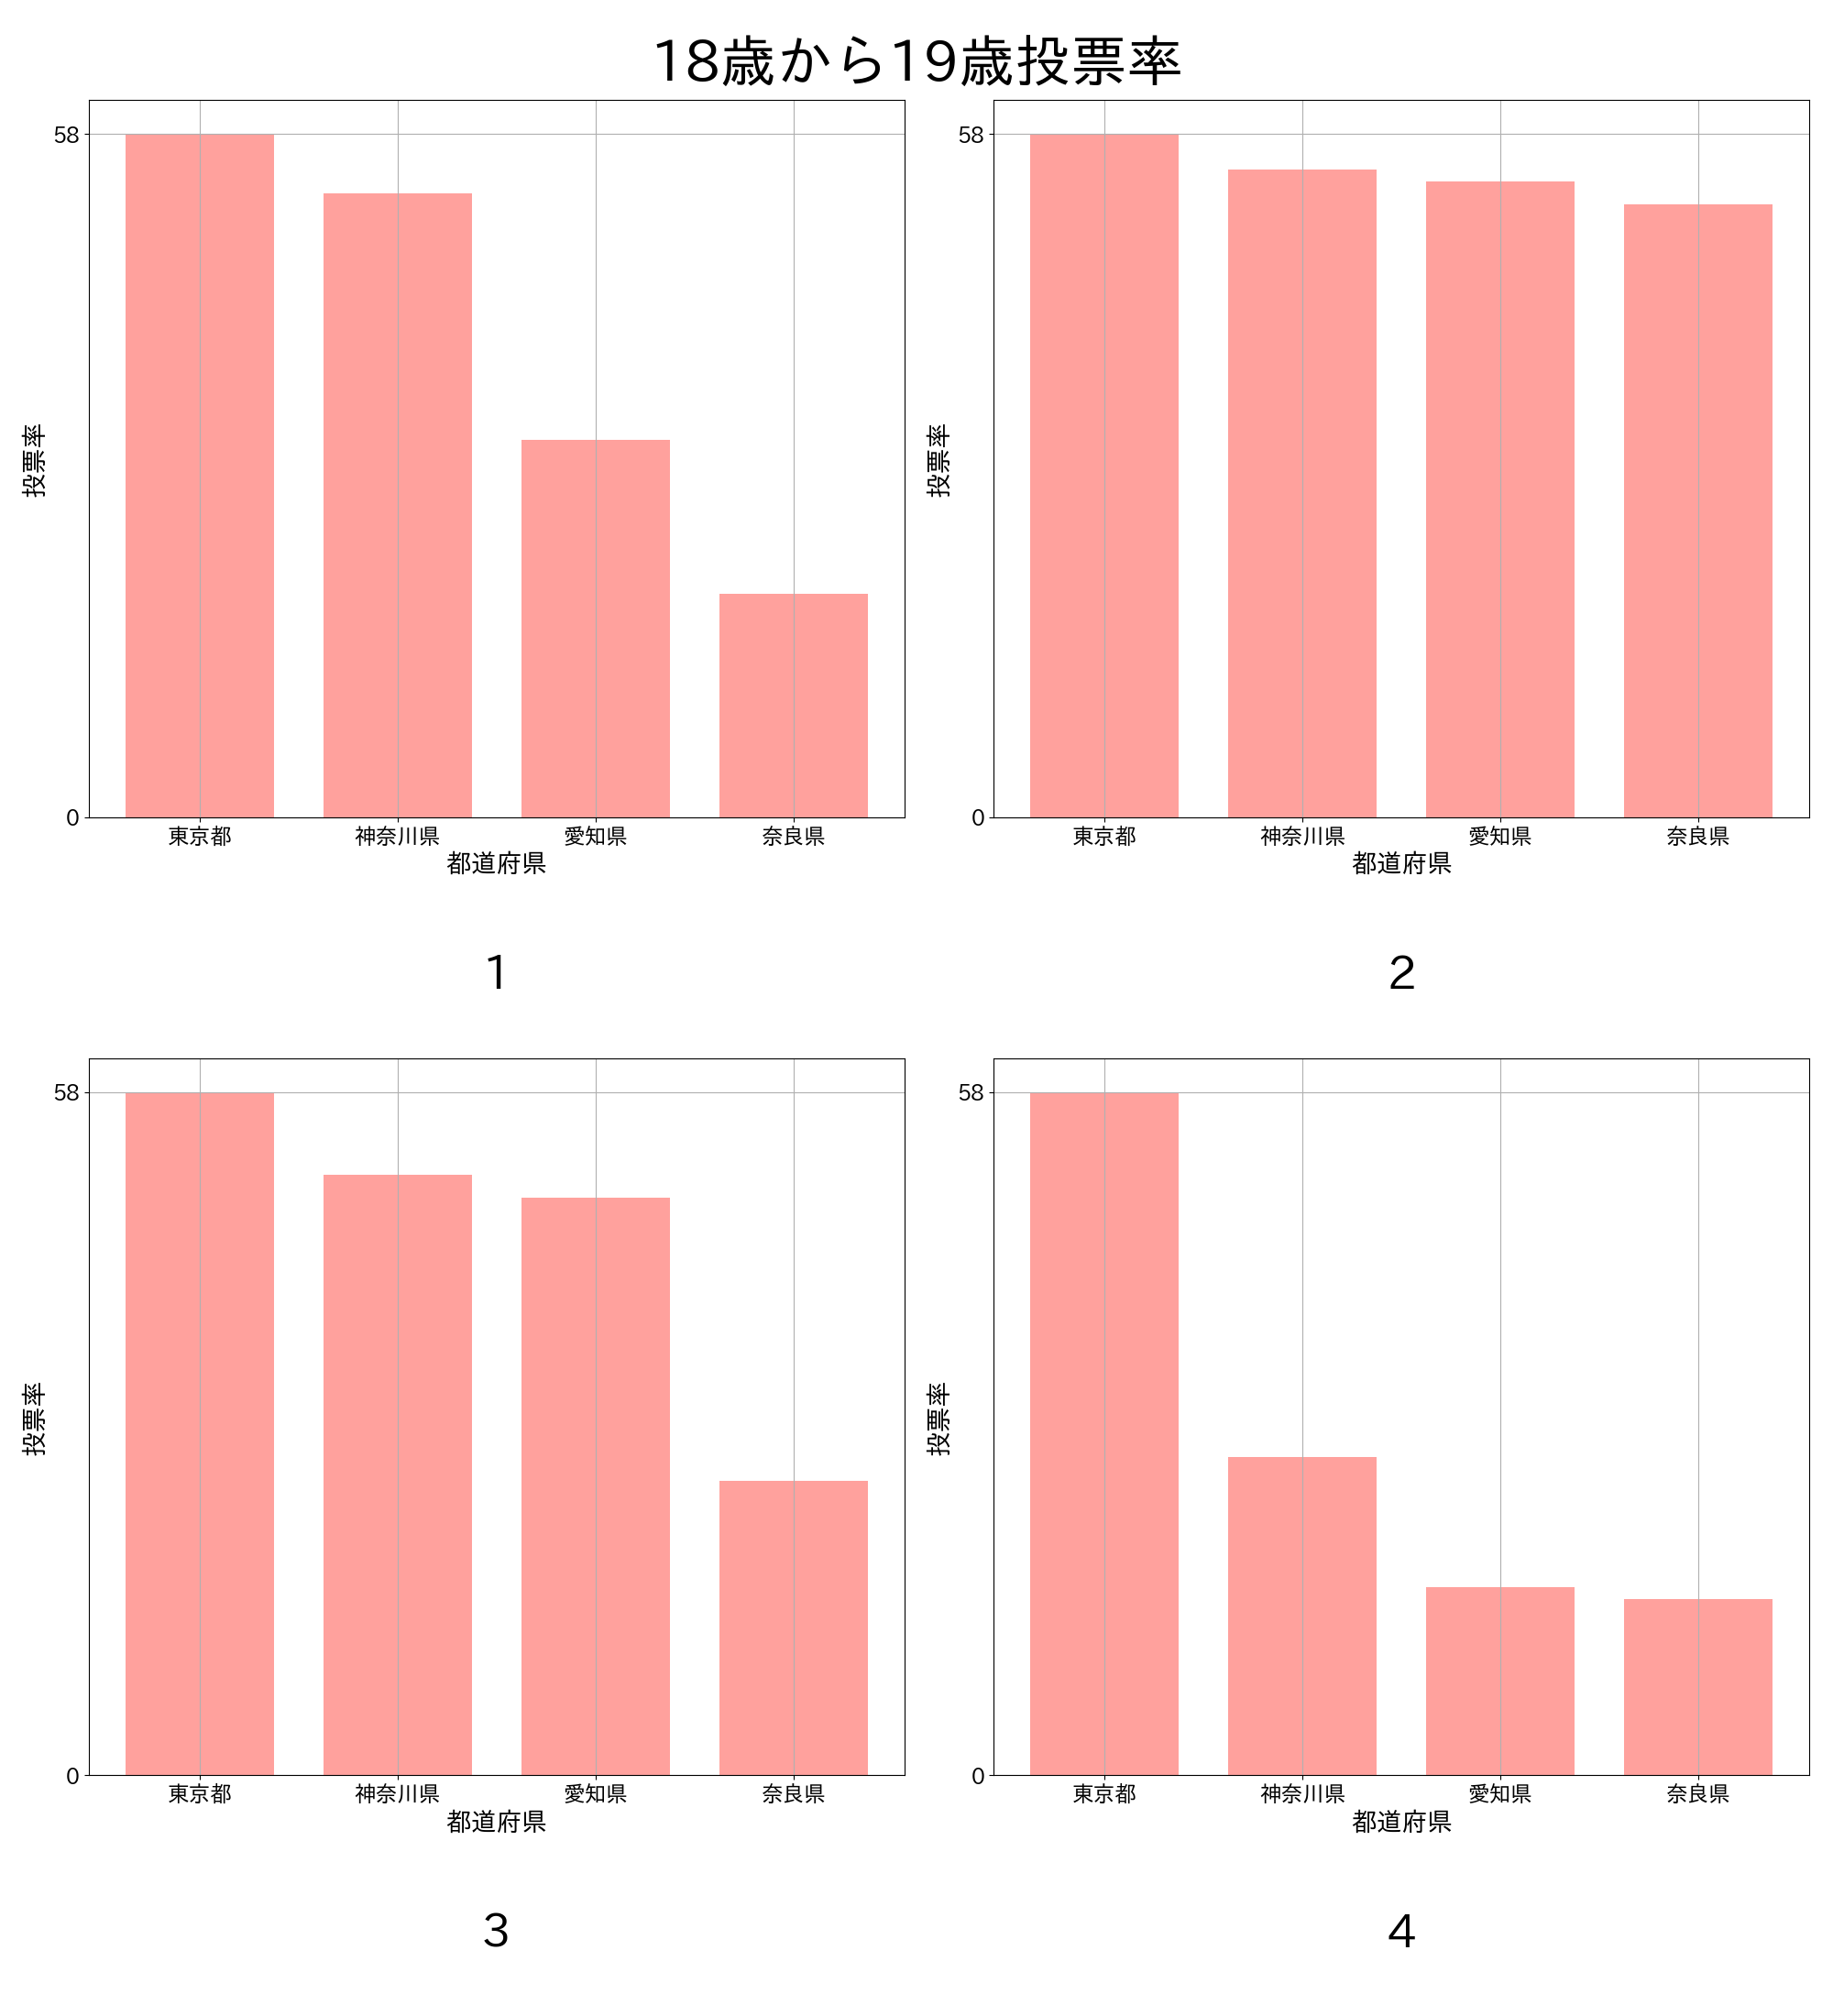 18歳から19歳投票率
58
0
投票率
東京都 神奈川県 愛知県 奈良県
都道府県
1
58
0
投票率
東京都 神奈川県 愛知県 奈良県
都道府県
2
58
0
投票率
東京都 神奈川県 愛知県 奈良県
都道府県
3
58
0
投票率
東京都 神奈川県 愛知県 奈良県
都道府県
4